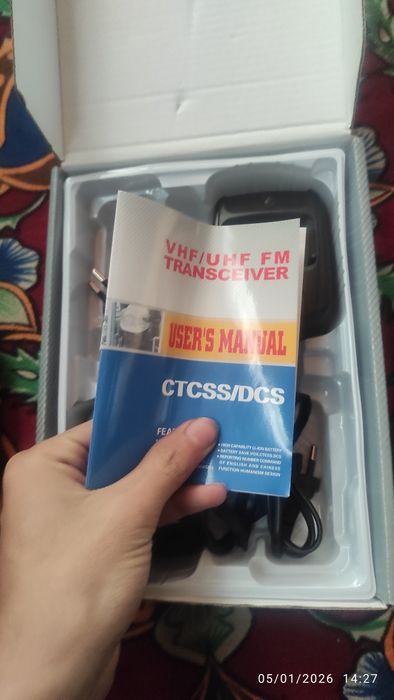 VHF/UHF FM
TRANSCEIVER
USER'S MANUAL
CTCSS/DCS
FEA
• HIGH CAPABILITY LI-ION BATTERY
• BATTERY SAVE VOX,CTCSS,DCS
• REPORTING NUMBER COMMAND
OF ENGLISH AND CHINESE
FUNCTION HUMANISM DESIGN
05/01/2026 14:27